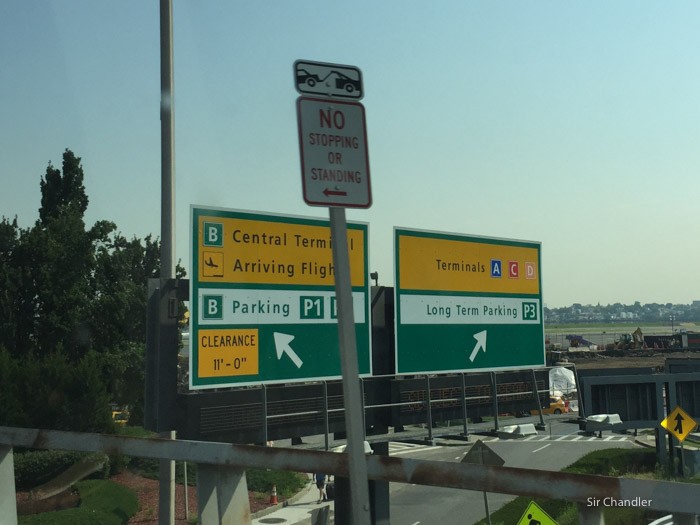 NO
STOPPING
OR
STANDING
B Central Terminal
Arriving Flights
B Parking P1
CLEARANCE
11'-0"
Terminals A C D
Long Term Parking P3
Sir Chandler